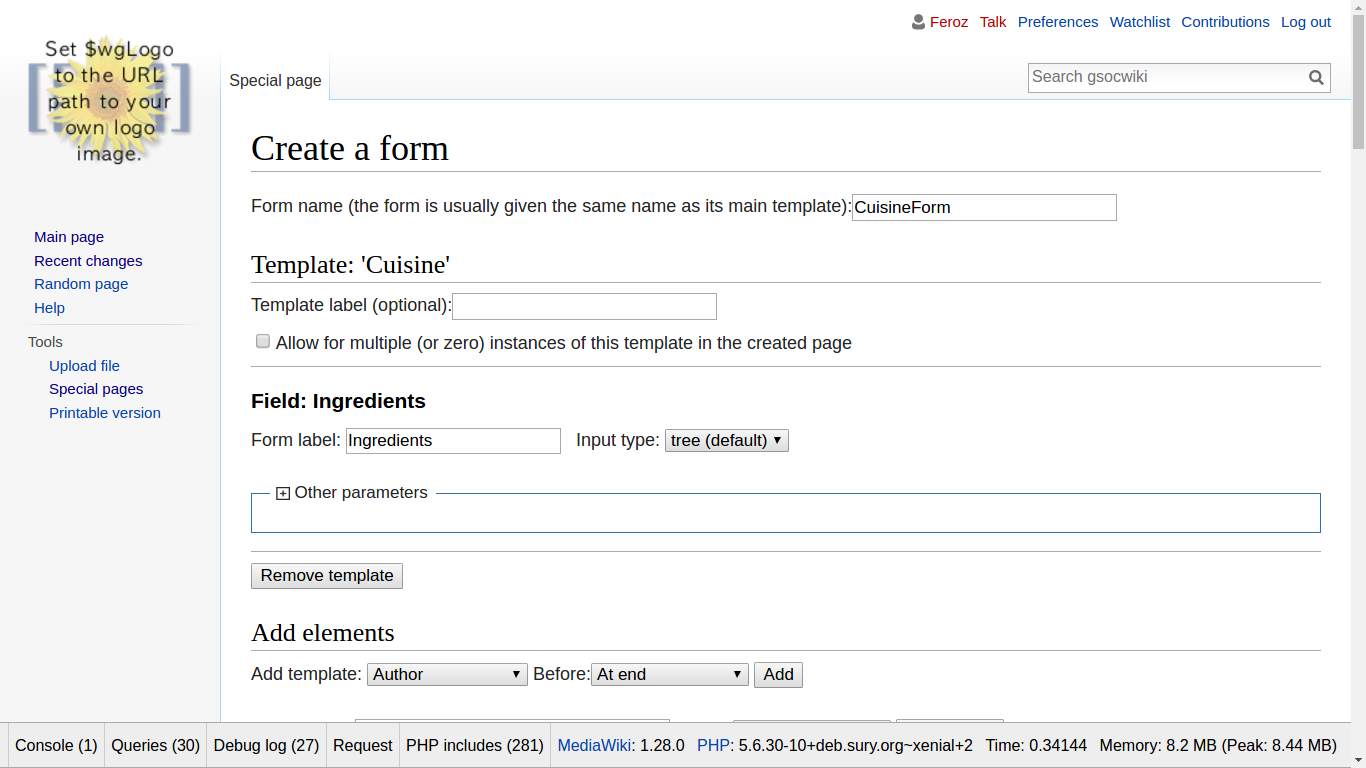 Feroz Talk Preferences Watchlist Contributions Log out
Set $wgLogo
to the URL
path to your
own logo
image.
Special page
Search gsocwiki
Main page
Recent changes
Random page
Help
Tools
Upload file
Special pages
Printable version
Create a form
Form name (the form is usually given the same name as its main template): CuisineForm
Template: 'Cuisine'
Template label (optional):
Allow for multiple (or zero) instances of this template in the created page
Field: Ingredients
Form label: Ingredients Input type: tree (default)
Other parameters
Remove template
Add elements
Add template: Author Before: At end Add
Console (1) Queries (30) Debug log (27) Request PHP includes (281) MediaWiki: 1.28.0 PHP: 5.6.30-10+deb.sury.org~xenial+2 Time: 0.34144 Memory: 8.2 MB (Peak: 8.44 MB)